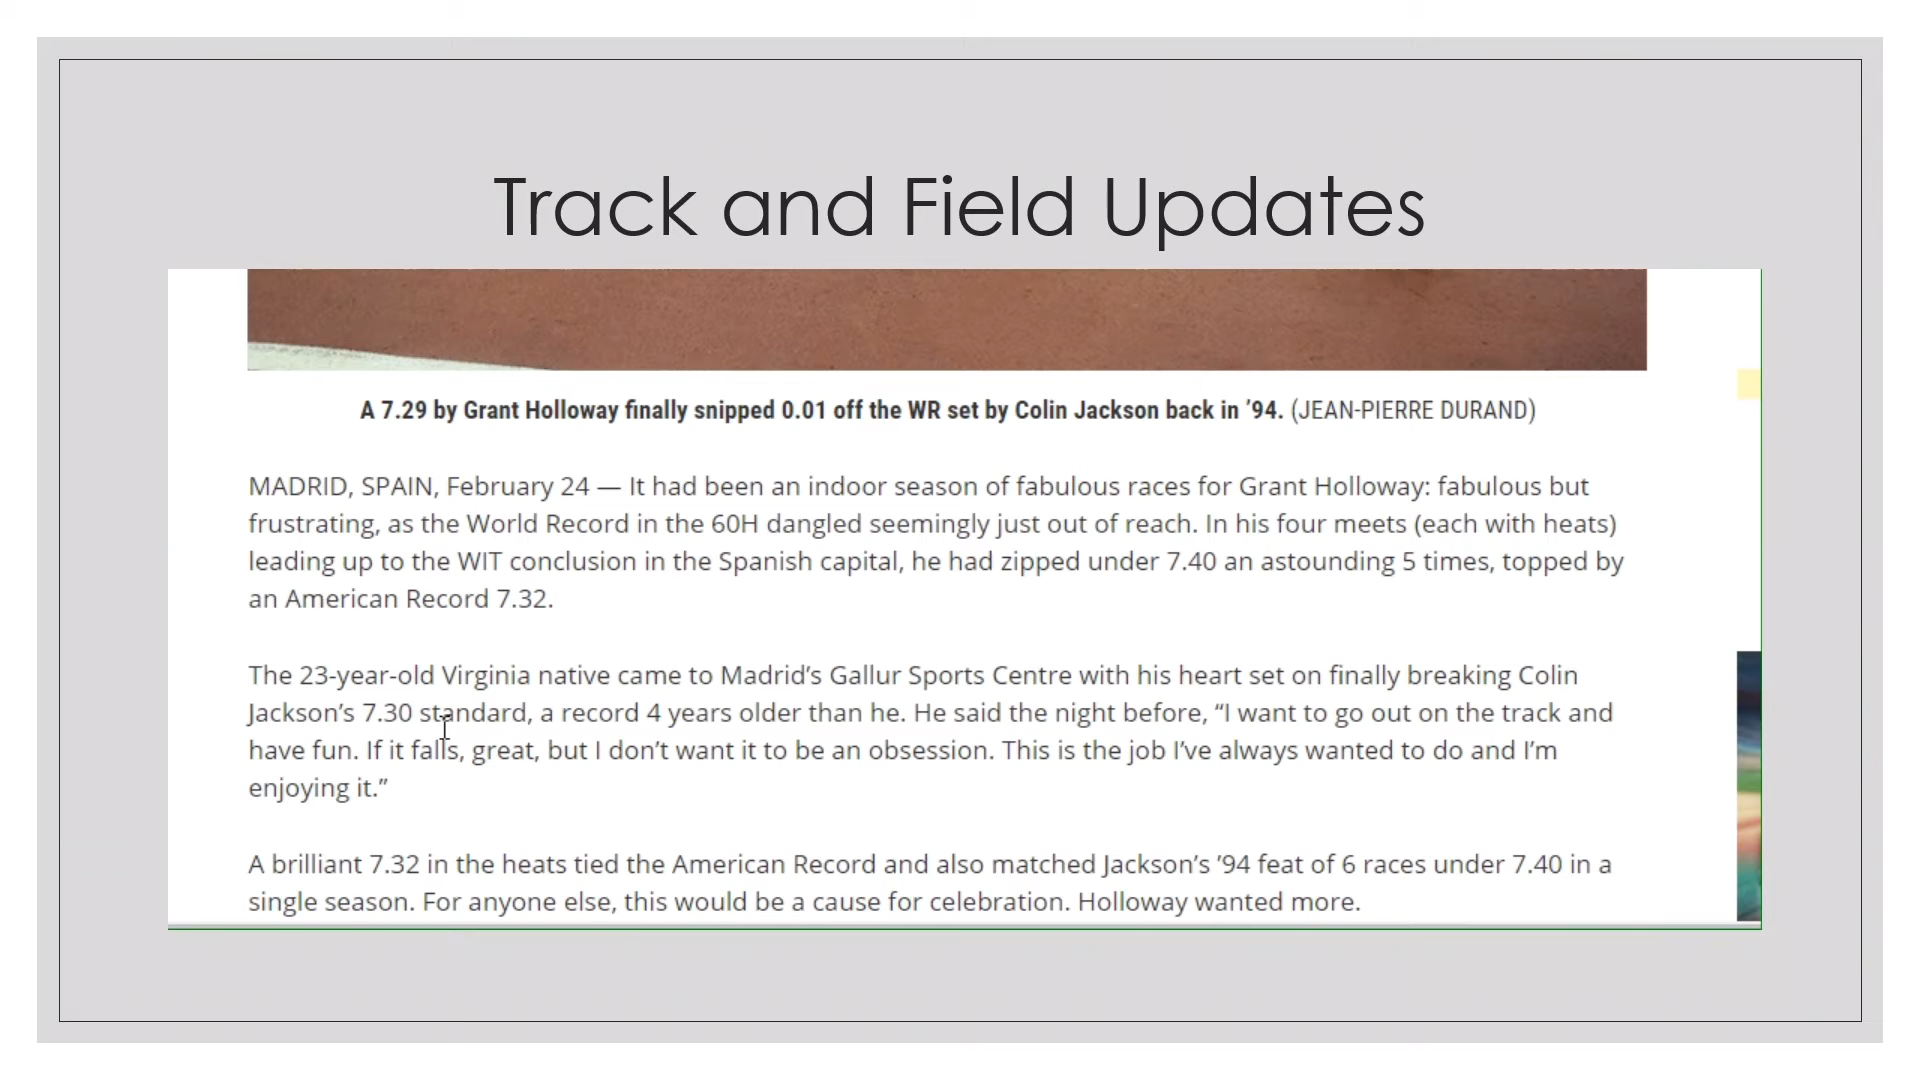 Track and Field Updates
A 7.29 by Grant Holloway finally snipped 0.01 off the WR set by Colin Jackson back in ’94. (JEAN-PIERRE DURAND)
MADRID, SPAIN, February 24 — It had been an indoor season of fabulous races for Grant Holloway: fabulous but
frustrating, as the World Record in the 60H dangled seemingly just out of reach. In his four meets (each with heats)
leading up to the WIT conclusion in the Spanish capital, he had zipped under 7.40 an astounding 5 times, topped by
an American Record 7.32.
The 23-year-old Virginia native came to Madrid’s Gallur Sports Centre with his heart set on finally breaking Colin
Jackson’s 7.30 standard, a record 4 years older than he. He said the night before, “I want to go out on the track and
have fun. If it falls, great, but I don’t want it to be an obsession. This is the job I’ve always wanted to do and I’m
enjoying it.”
A brilliant 7.32 in the heats tied the American Record and also matched Jackson’s ’94 feat of 6 races under 7.40 in a
single season. For anyone else, this would be a cause for celebration. Holloway wanted more.